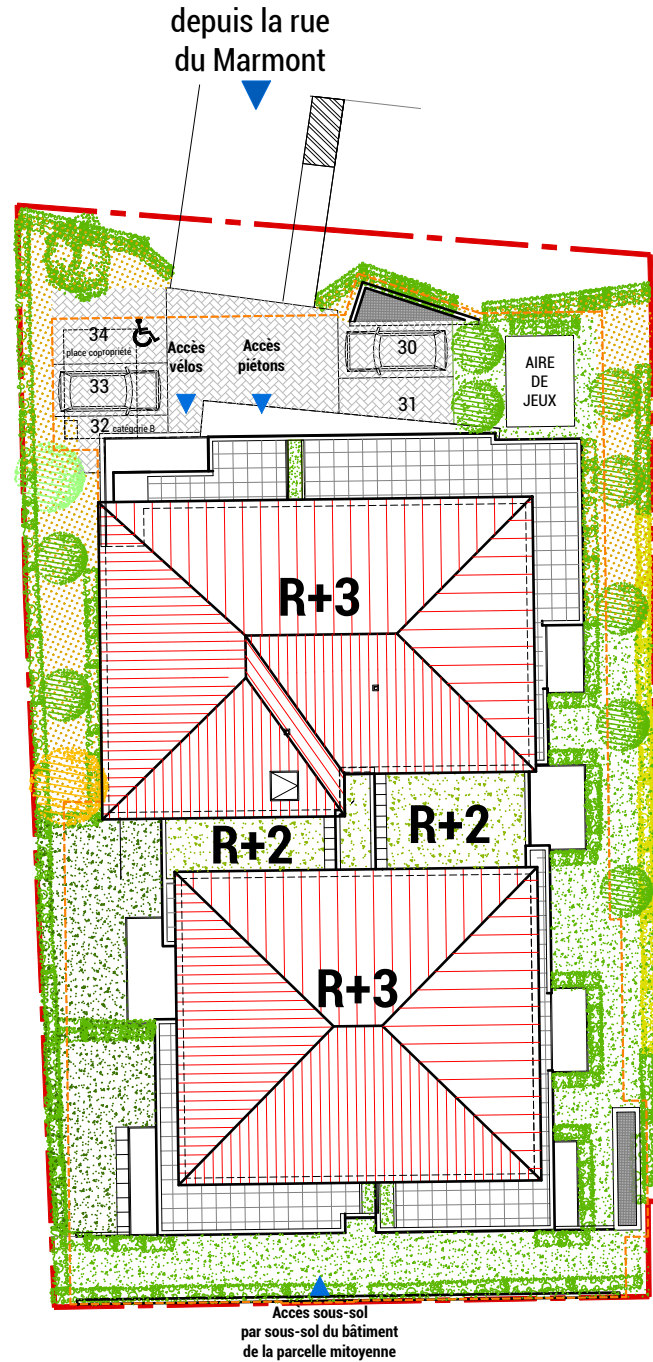 depuis la rue
du Marmont
34
place copropriété
33
32 catégorie B
Accès
vélos
Accès
piétons
30
31
AIRE
DE
JEUX
R+3
R+2
R+2
R+3
Accès sous-sol
par sous-sol du bâtiment
de la parcelle mitoyenne